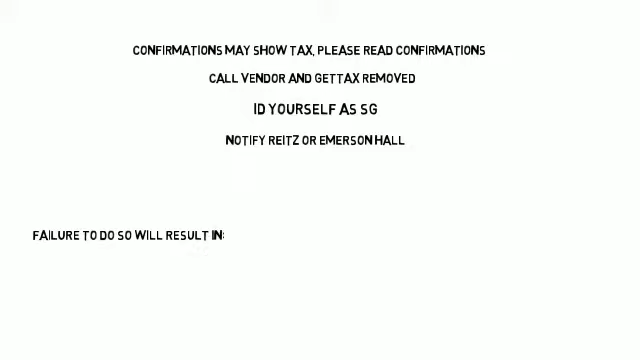 CONFIRMATIONS MAY SHOW TAX, PLEASE READ CONFIRMATIONS
CALL VENDOR AND GETTAX REMOVED
ID YOURSELF AS SG
NOTIFY REITZ OR EMERSON HALL
FAILURE TO DO SO WILL RESULT IN: